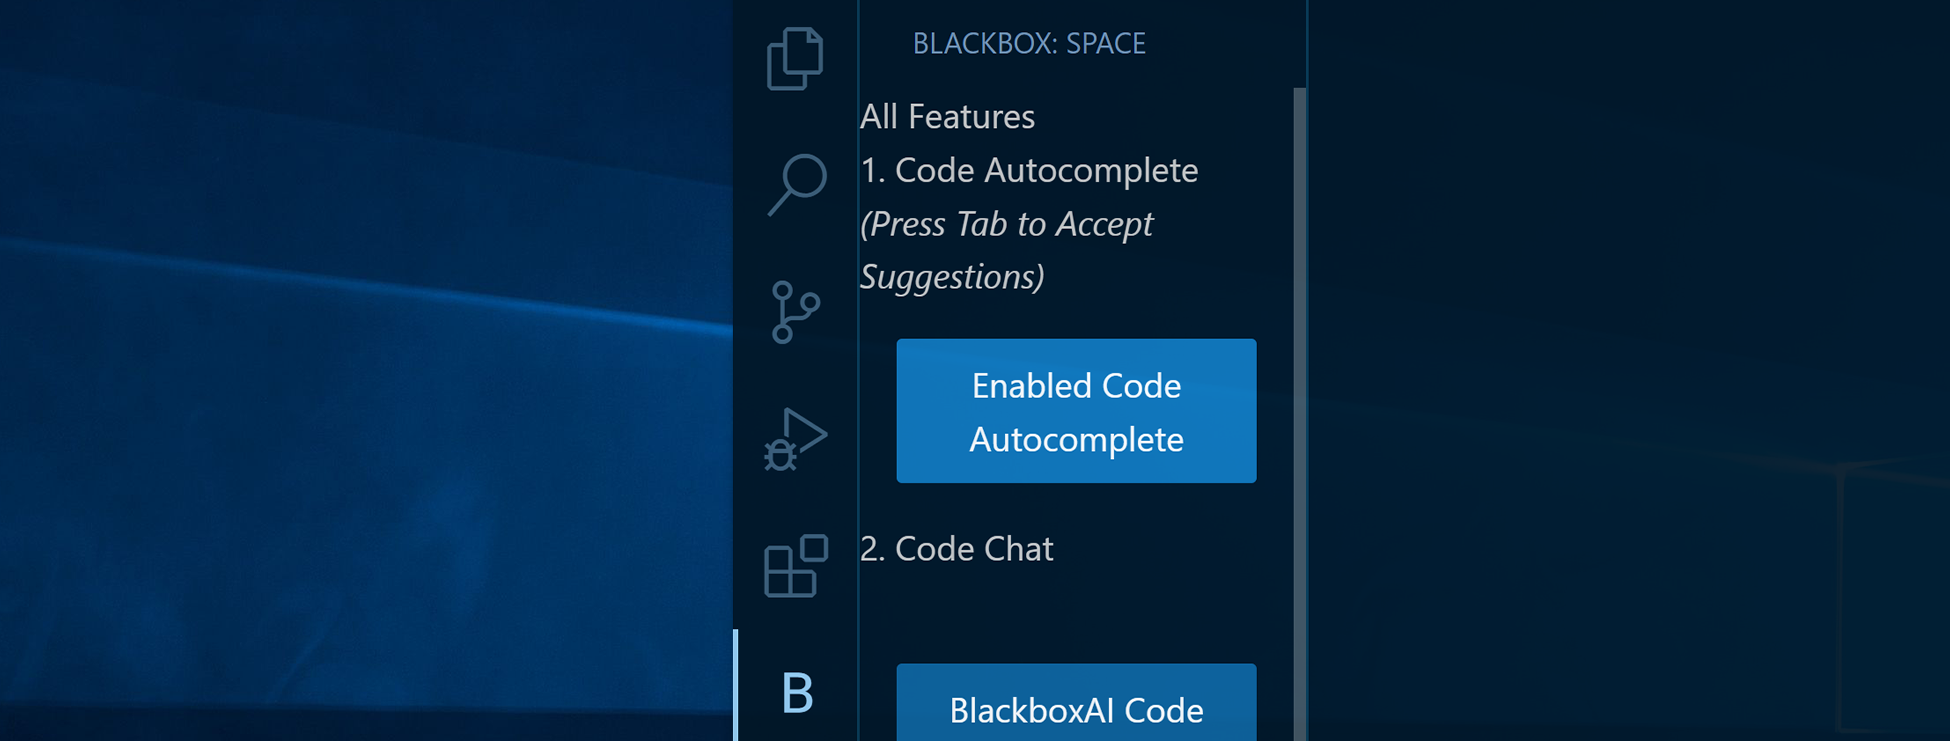 BLACKBOX: SPACE
All Features
1. Code Autocomplete
(Press Tab to Accept
Suggestions)
Enabled Code
Autocomplete
2. Code Chat
B
BlackboxAI Code